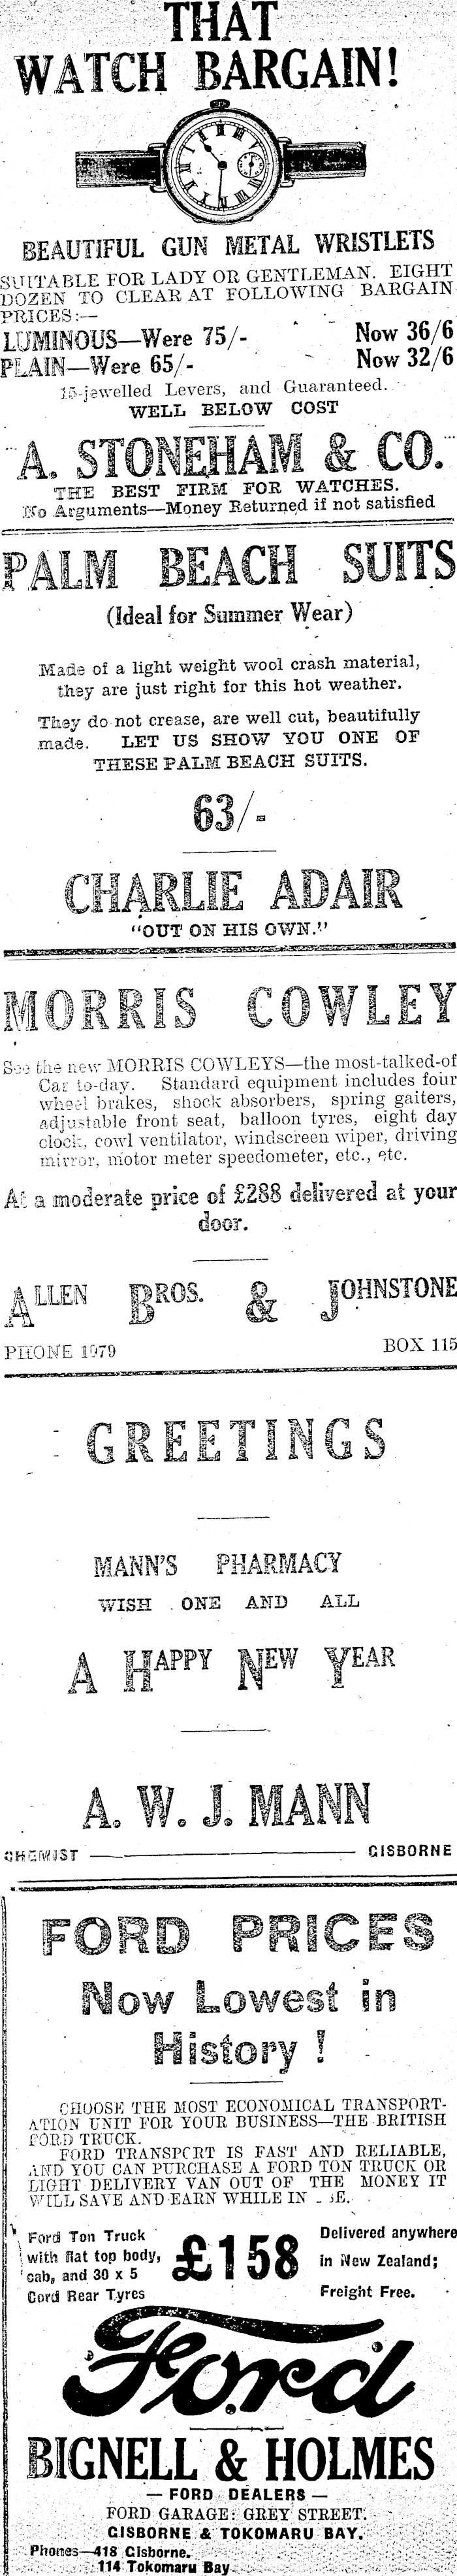 THAT
WATCH BARGAIN!
BEAUTIFUL GUN METAL WRISTLETS
SUITABLE FOR LADY OR GENTLEMAN. EIGHT
DOZEN TO CLEAR AT FOLLOWING BARGAIN
PRICES:—
LUMINOUS—Were 75/- Now 36/6
PLAIN—Were 65/- Now 32/6
15-jewelled Levers, and Guaranteed.
WELL BELOW COST
A. STONEHAM & CO.
THE BEST FIRM FOR WATCHES.
No Arguments—Money Returned if not satisfied
PALM BEACH SUITS
(Ideal for Summer Wear)
Made of a light weight wool crash material,
they are just right for this hot weather.
They do not crease, are well cut, beautifully
made. LET US SHOW YOU ONE OF
THESE PALM BEACH SUITS.
63/-
CHARLIE ADAIR
"OUT ON HIS OWN."
MORRIS COWLEY
See the new MORRIS COWLEYS—the most-talked-of
Car to-day. Standard equipment includes four
wheel brakes, shock absorbers, spring gaiters,
adjustable front seat, balloon tyres, eight day
clock, cowl ventilator, windscreen wiper, driving
mirror, motor meter speedometer, etc., etc.
At a moderate price of £288 delivered at your
door.
ALLEN BROS. & JOHNSTONE
PHONE 1079 BOX 115
GREETINGS
MANN'S PHARMACY
WISH ONE AND ALL
A HAPPY NEW YEAR
A. W. J. MANN
CHEMIST — GISBORNE
FORD PRICES
Now Lowest in
History !
CHOOSE THE MOST ECONOMICAL TRANSPORT-
ATION UNIT FOR YOUR BUSINESS—THE BRITISH
FORD TRUCK.
FORD TRANSPORT IS FAST AND RELIABLE,
AND YOU CAN PURCHASE A FORD TON TRUCK OR
LIGHT DELIVERY VAN OUT OF THE MONEY IT
WILL SAVE AND EARN WHILE IN
Ford Ton Truck
with flat top body,
cab, and 30 x 5
Cord Rear Tyres
£158
Delivered anywhere
in New Zealand;
Freight Free.
Ford
BIGNELL & HOLMES
— FORD DEALERS —
FORD GARAGE: GREY STREET.
GISBORNE & TOKOMARU BAY.
Phones—418 Gisborne.
114 Tokomaru Bay